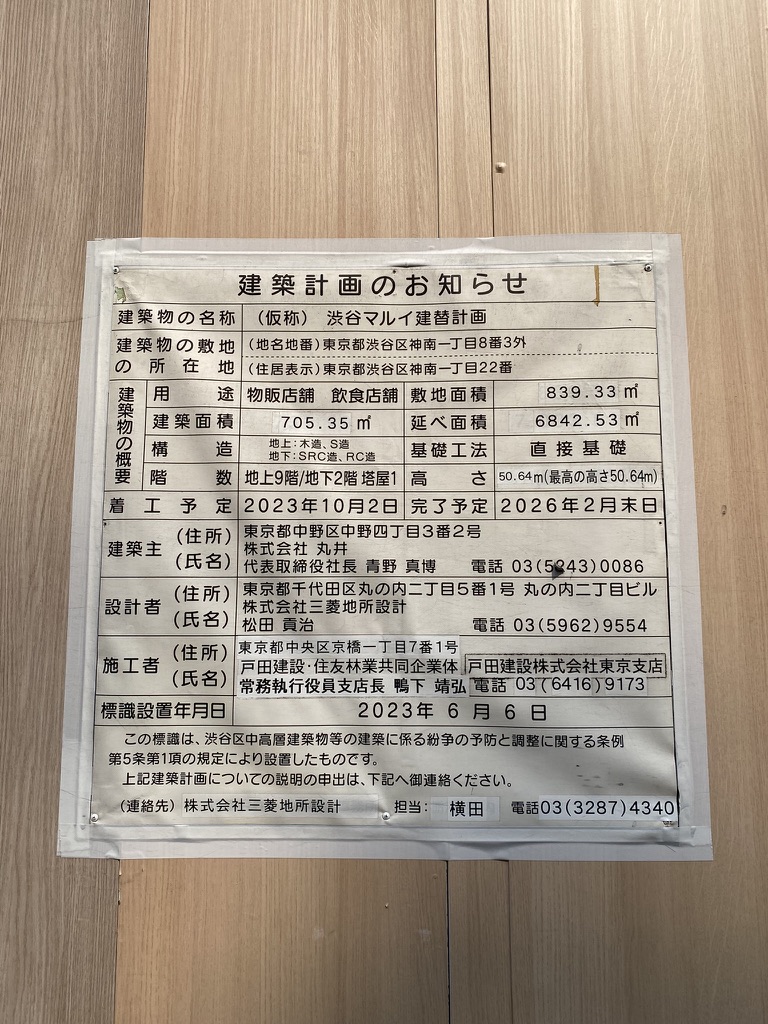 建築計画のお知らせ
建築物の名称 (仮称) 渋谷マルイ建替計画
建築物の敷地の所在地 (地名地番)東京都渋谷区神南一丁目8番3外
(住居表示)東京都渋谷区神南一丁目22番
建築物の概要 用途 物販店舗 飲食店舗 敷地面積 839.33㎡
建築面積 705.35㎡ 延べ面積 6842.53㎡
構造 地上:木造、S造 地下:SRC造、RC造 基礎工法 直接基礎
階数 地上9階/地下2階 塔屋1 高さ 50.64m(最高の高さ50.64m)
着工予定 2023年10月2日 完了予定 2026年2月末日
建築主 (住所) (氏名) 東京都中野区中野四丁目3番2号
株式会社 丸井
代表取締役社長 青野 真博 電話 03(5343)0086
設計者 (住所) (氏名) 東京都千代田区丸の内二丁目5番1号 丸の内二丁目ビル
株式会社三菱地所設計
松田 貢治 電話 03(5962)9554
施工者 (住所) (氏名) 東京都中央区京橋一丁目7番1号
戸田建設・住友林業共同企業体 戸田建設株式会社東京支店
常務執行役員支店長 鴨下 靖弘 電話 03(6416)9173
標識設置年月日 2023年6月6日
この標識は、渋谷区中高層建築物等の建築に係る紛争の予防と調整に関する条例
第5条第1項の規定により設置したものです。
上記建築計画についての説明の申出は、下記へ御連絡ください。
(連絡先) 株式会社三菱地所設計 担当: 横田 電話03(3287)4340